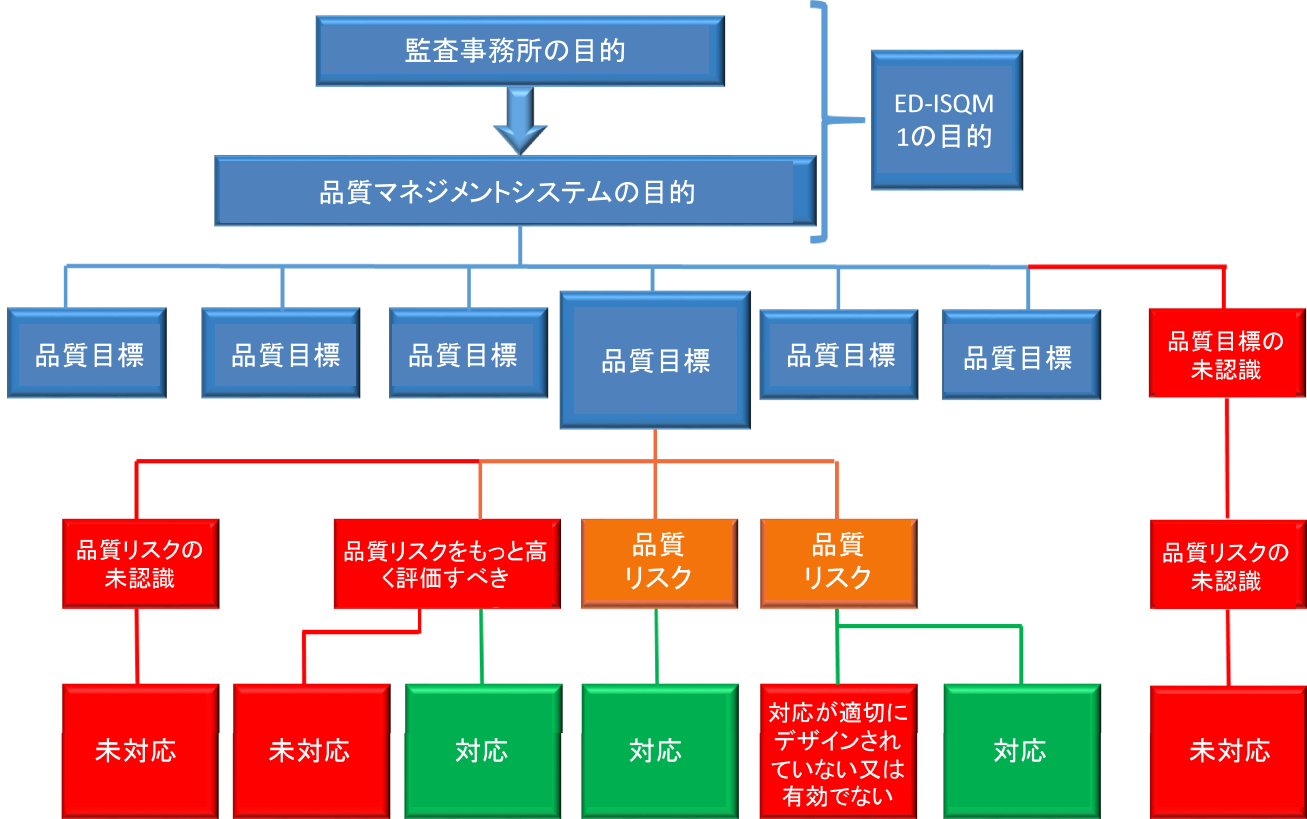 監査事務所の目的
ED-ISQM
1の目的
品質マネジメントシステムの目的
品質目標
品質目標
品質目標
品質目標
品質目標
品質目標
品質目標の
未認識
品質リスクの
未認識
品質リスクをもっと高
く評価すべき
品質
リスク
品質
リスク
品質リスクの
未認識
未対応
未対応
対応
対応
対応が適切に
デザインされ
ていない又は
有効でない
対応
未対応